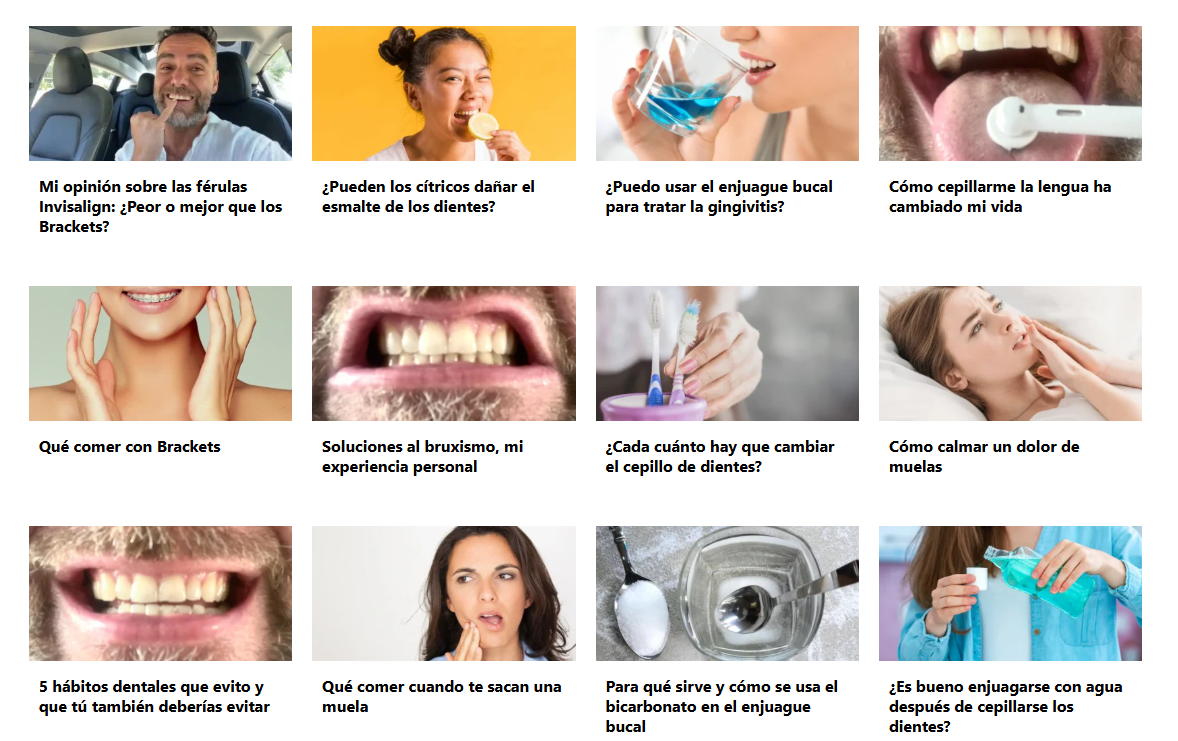 Mi opinión sobre las férulas
Invisalign: ¿Peor o mejor que los
Brackets?
¿Pueden los cítricos dañar el
esmalte de los dientes?
¿Puedo usar el enjuague bucal
para tratar la gingivitis?
Cómo cepillarme la lengua ha
cambiado mi vida
Qué comer con Brackets
Soluciones al bruxismo, mi
experiencia personal
¿Cada cuánto hay que cambiar
el cepillo de dientes?
Cómo calmar un dolor de
muelas
5 hábitos dentales que evito y
que tú también deberías evitar
Qué comer cuando te sacan una
muela
Para qué sirve y cómo se usa el
bicarbonato en el enjuague
bucal
¿Es bueno enjuagarse con agua
después de cepillarse los
dientes?